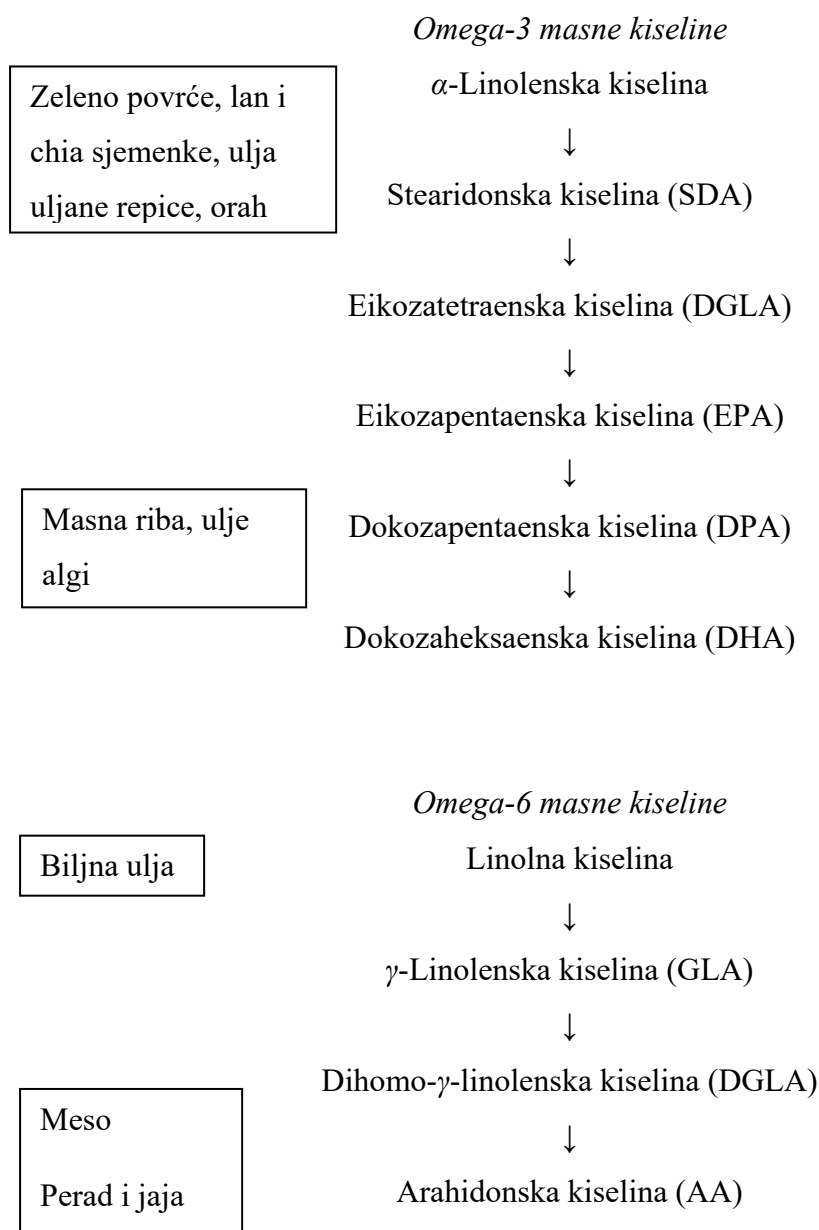 Omega-3 masne kiseline
Zeleno povrće, lan i
chia sjemenke, ulja
uljane repice, orah
α-Linolenska kiselina
↓
Stearidonska kiselina (SDA)
↓
Eikozatetraenska kiselina (DGLA)
↓
Eikozapentaenska kiselina (EPA)
↓
Masna riba, ulje
algi
Dokozapentaenska kiselina (DPA)
↓
Dokozaheksaenska kiselina (DHA)
Omega-6 masne kiseline
Biljna ulja
Linolna kiselina
↓
γ-Linolenska kiselina (GLA)
↓
Dihomo-γ-linolenska kiselina (DGLA)
↓
Meso
Perad i jaja
Arahidonska kiselina (AA)